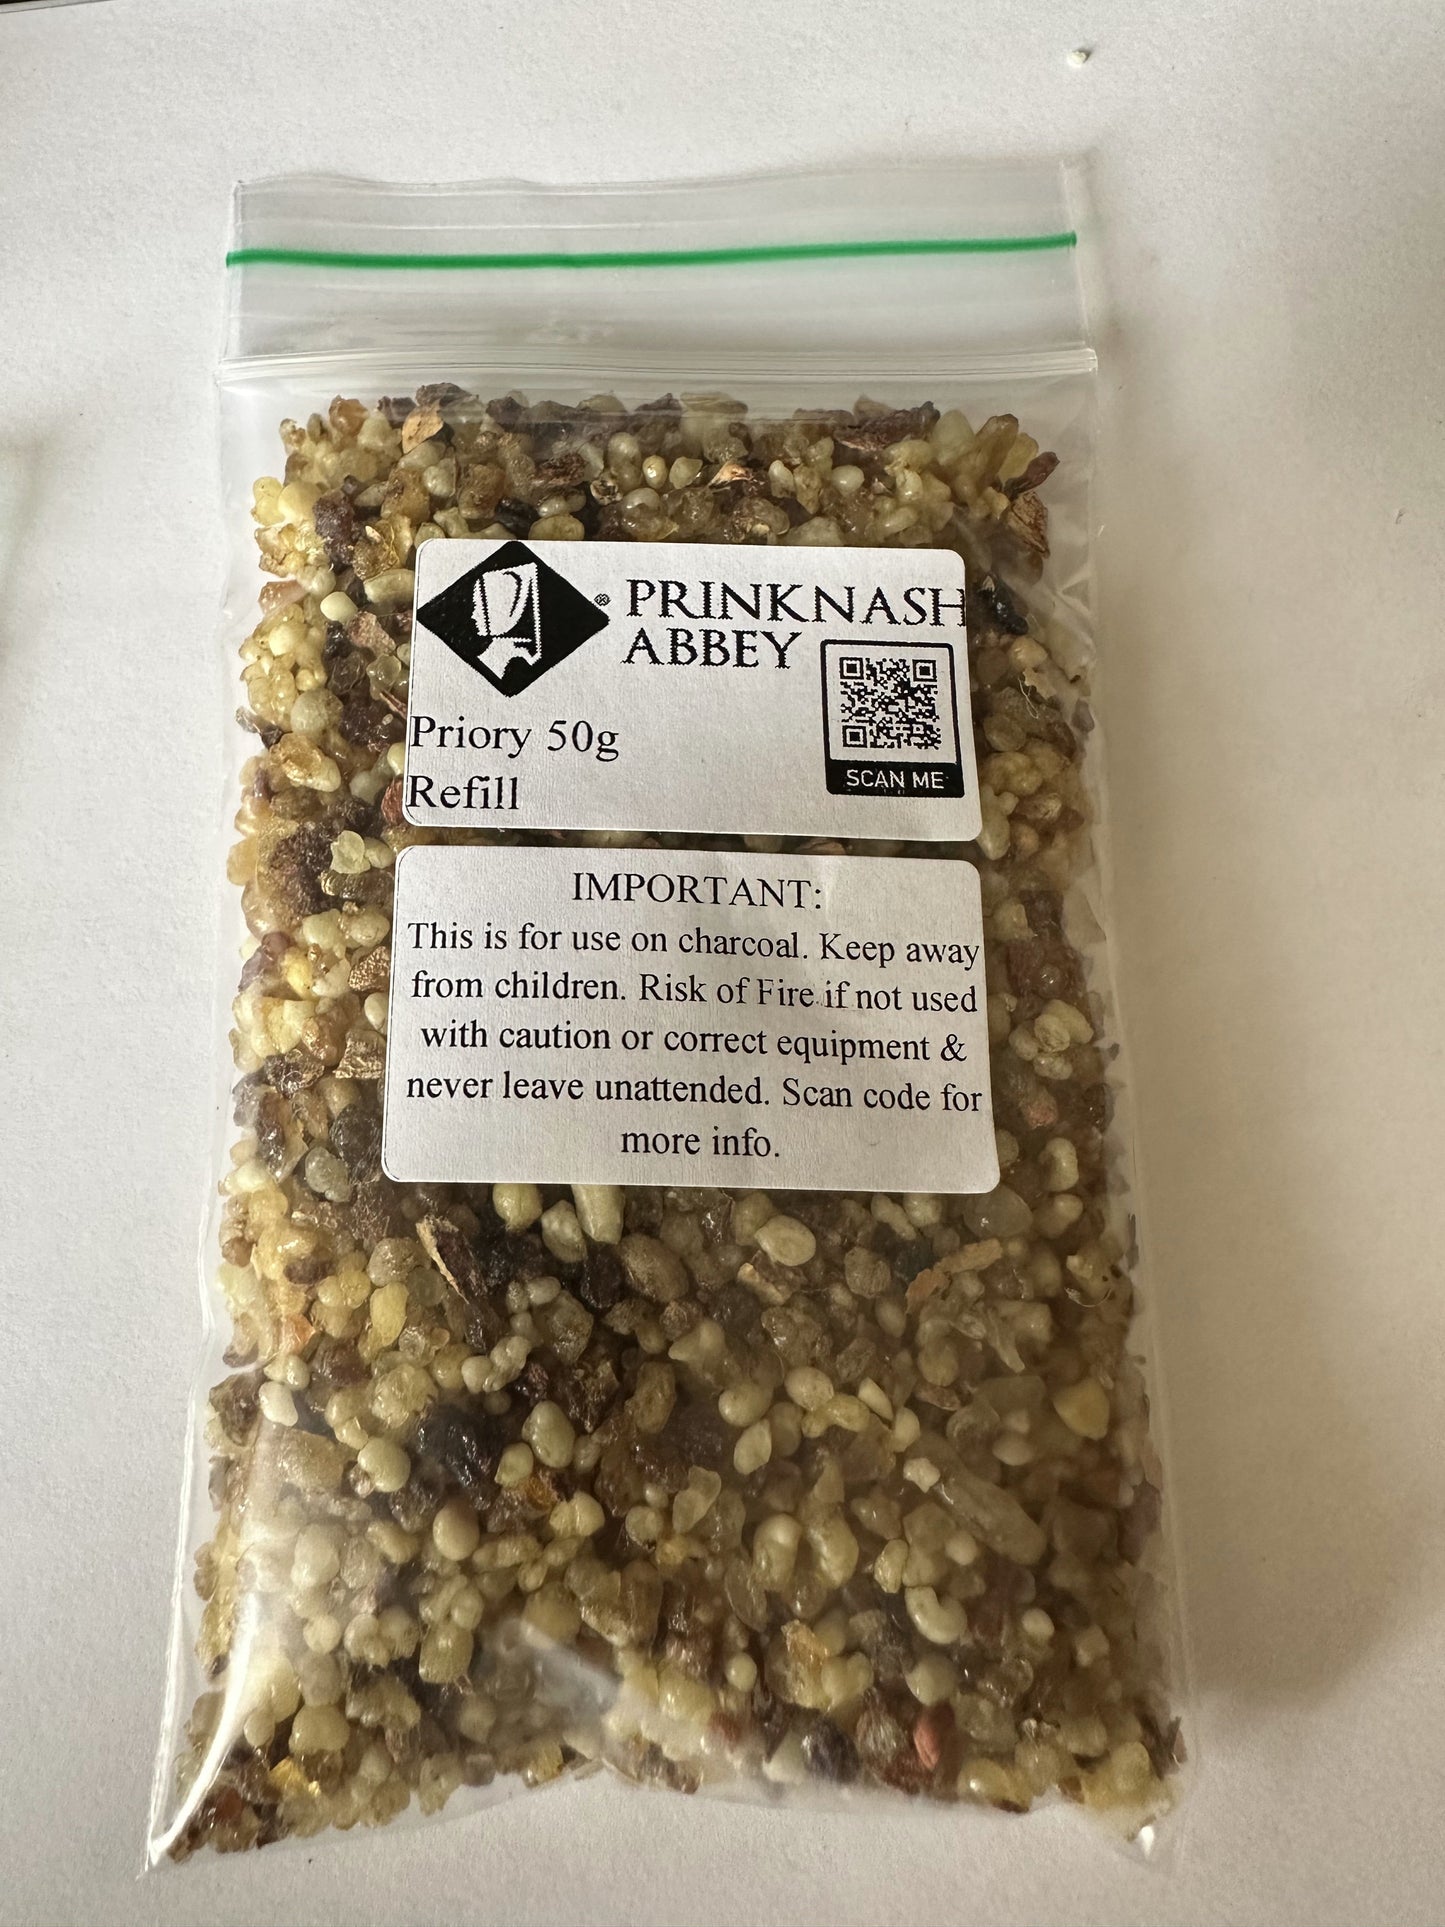 ® PRINKNASH
ABBEY
Priory 50g
Refill
SCAN ME
IMPORTANT:
This is for use on charcoal. Keep away
from children. Risk of Fire if not used
with caution or correct equipment &
never leave unattended. Scan code for
more info.